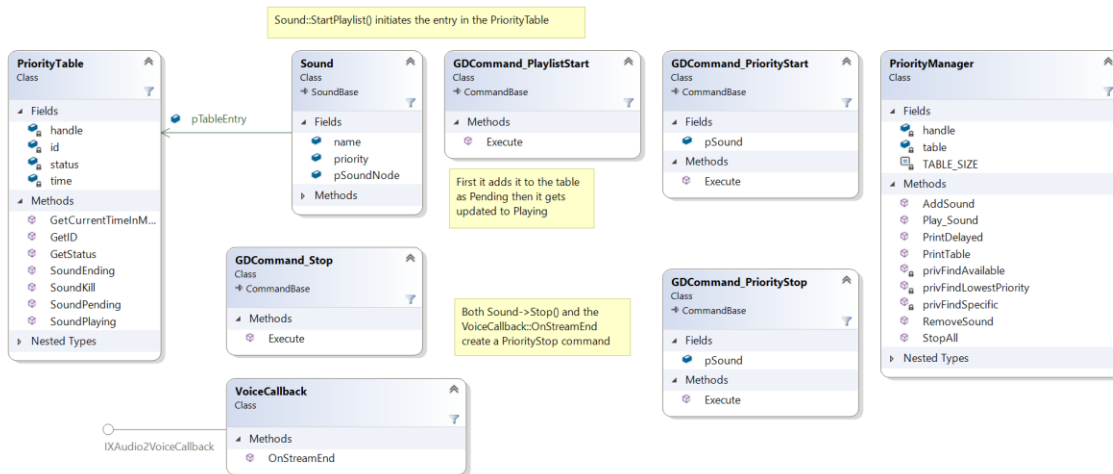 Sound::StartPlaylist() initiates the entry in the PriorityTable
PriorityTable
Class
Fields
handle
id
status
time
Methods
GetCurrentTimeInM...
GetID
GetStatus
SoundEnding
SoundKill
SoundPending
SoundPlaying
Nested Types
pTableEntry
Sound
Class
SoundBase
Fields
name
priority
pSoundNode
Methods
GDCommand_PlaylistStart
Class
CommandBase
Methods
Execute
First it adds it to the table
as Pending then it gets
updated to Playing
GDCommand_PriorityStart
Class
CommandBase
Fields
pSound
Methods
Execute
PriorityManager
Class
Fields
handle
table
TABLE_SIZE
Methods
AddSound
Play_Sound
PrintDelayed
PrintTable
privFindAvailable
privFindLowestPriority
privFindSpecific
RemoveSound
StopAll
Nested Types
GDCommand_Stop
Class
CommandBase
Methods
Execute
Both Sound->Stop() and the
VoiceCallback::OnStreamEnd
create a PriorityStop command
GDCommand_PriorityStop
Class
CommandBase
Fields
pSound
Methods
Execute
VoiceCallback
Class
Methods
OnStreamEnd
IXAudio2VoiceCallback